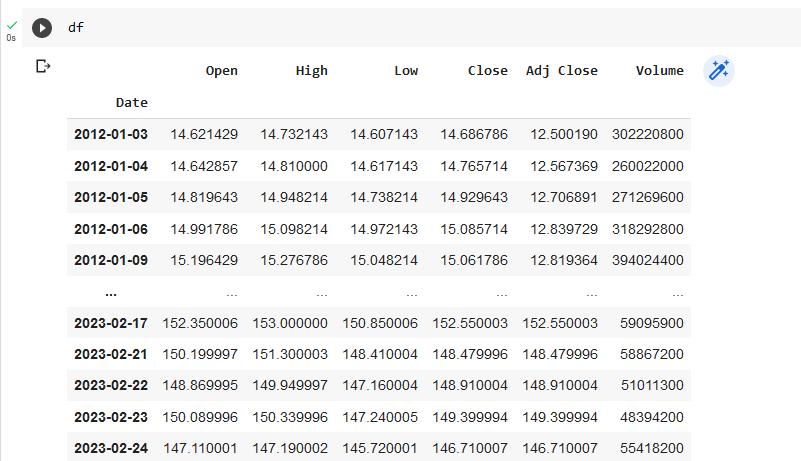 df
0s
Open High Low Close Adj Close Volume
Date
2012-01-03 14.621429 14.732143 14.607143 14.686786 12.500190 302220800
2012-01-04 14.642857 14.810000 14.617143 14.765714 12.567369 260022000
2012-01-05 14.819643 14.948214 14.738214 14.929643 12.706891 271269600
2012-01-06 14.991786 15.098214 14.972143 15.085714 12.839729 318292800
2012-01-09 15.196429 15.276786 15.048214 15.061786 12.819364 394024400
... ... ... ... ... ... ...
2023-02-17 152.350006 153.000000 150.850006 152.550003 152.550003 59095900
2023-02-21 150.199997 151.300003 148.410004 148.479996 148.479996 58867200
2023-02-22 148.869995 149.949997 147.160004 148.910004 148.910004 51011300
2023-02-23 150.089996 150.339996 147.240005 149.399994 149.399994 48394200
2023-02-24 147.110001 147.190002 145.720001 146.710007 146.710007 55418200